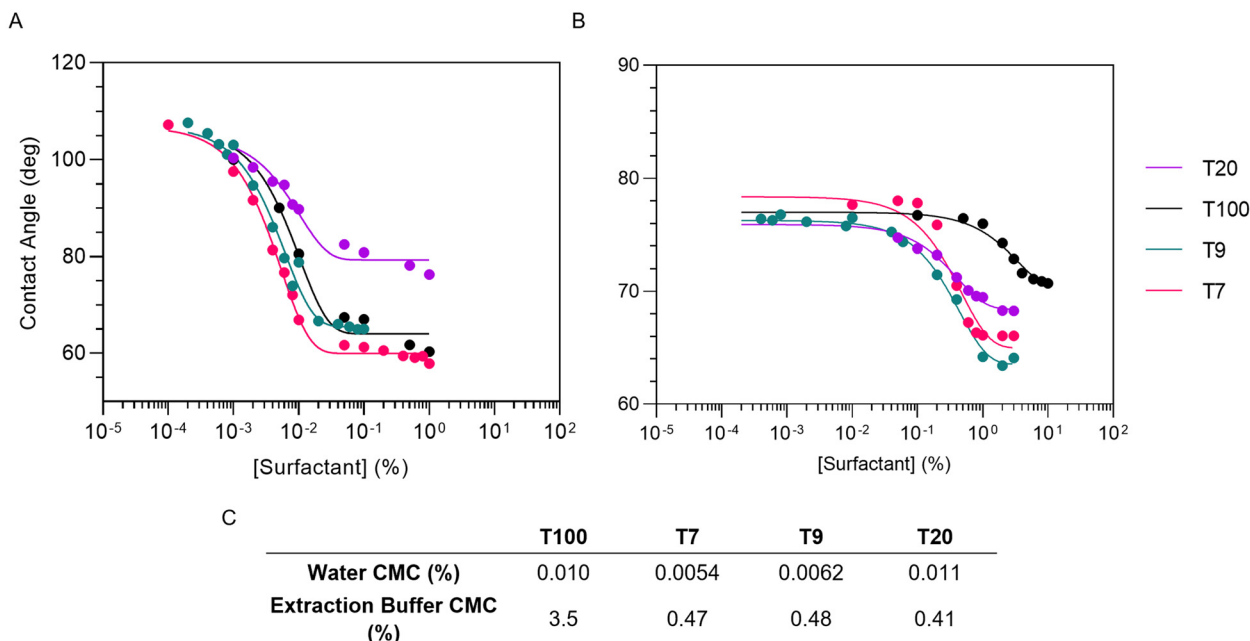 A
B
120
100
80
60
Contact Angle (deg)
10⁻⁵ 10⁻⁴ 10⁻³ 10⁻² 10⁻¹ 10⁰ 10¹ 10²
[Surfactant] (%)
90
80
70
60
10⁻⁵ 10⁻⁴ 10⁻³ 10⁻² 10⁻¹ 10⁰ 10¹ 10²
[Surfactant] (%)
T20
T100
T9
T7
C
T100 T7 T9 T20
Water CMC (%) 0.010 0.0054 0.0062 0.011
Extraction Buffer CMC
(%) 3.5 0.47 0.48 0.41